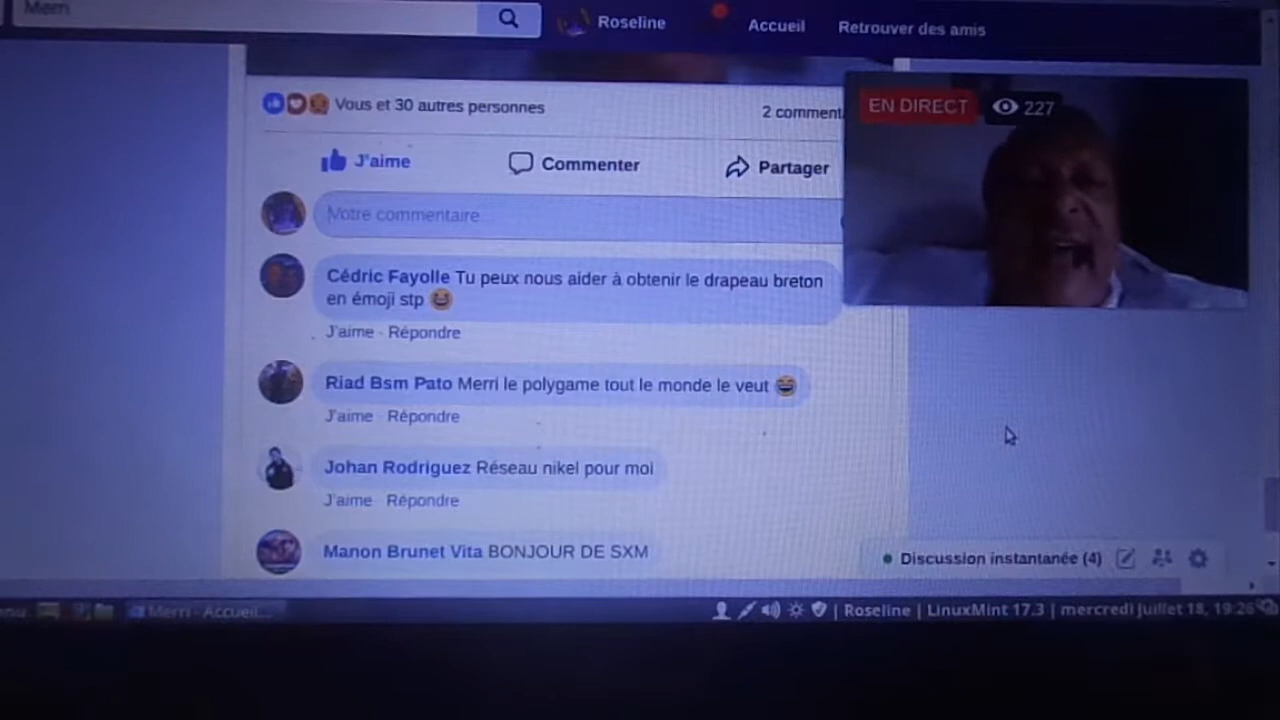 Merri
Roseline
Accueil
Retrouver des amis
Vous et 30 autres personnes
2 comment
EN DIRECT
227
J'aime
Commenter
Partager
Votre commentaire...
Cédric Fayolle Tu peux nous aider à obtenir le drapeau breton
en émoji stp
J'aime · Répondre
Riad Bsm Pato Merri le polygame tout le monde le veut
J'aime · Répondre
Johan Rodriguez Réseau nikel pour moi
J'aime · Répondre
Manon Brunet Vita BONJOUR DE SXM
Discussion instantanée (4)
enu
Merri - Accueil...
| Roseline | LinuxMint 17.3 | mercredi juillet 18, 19:26